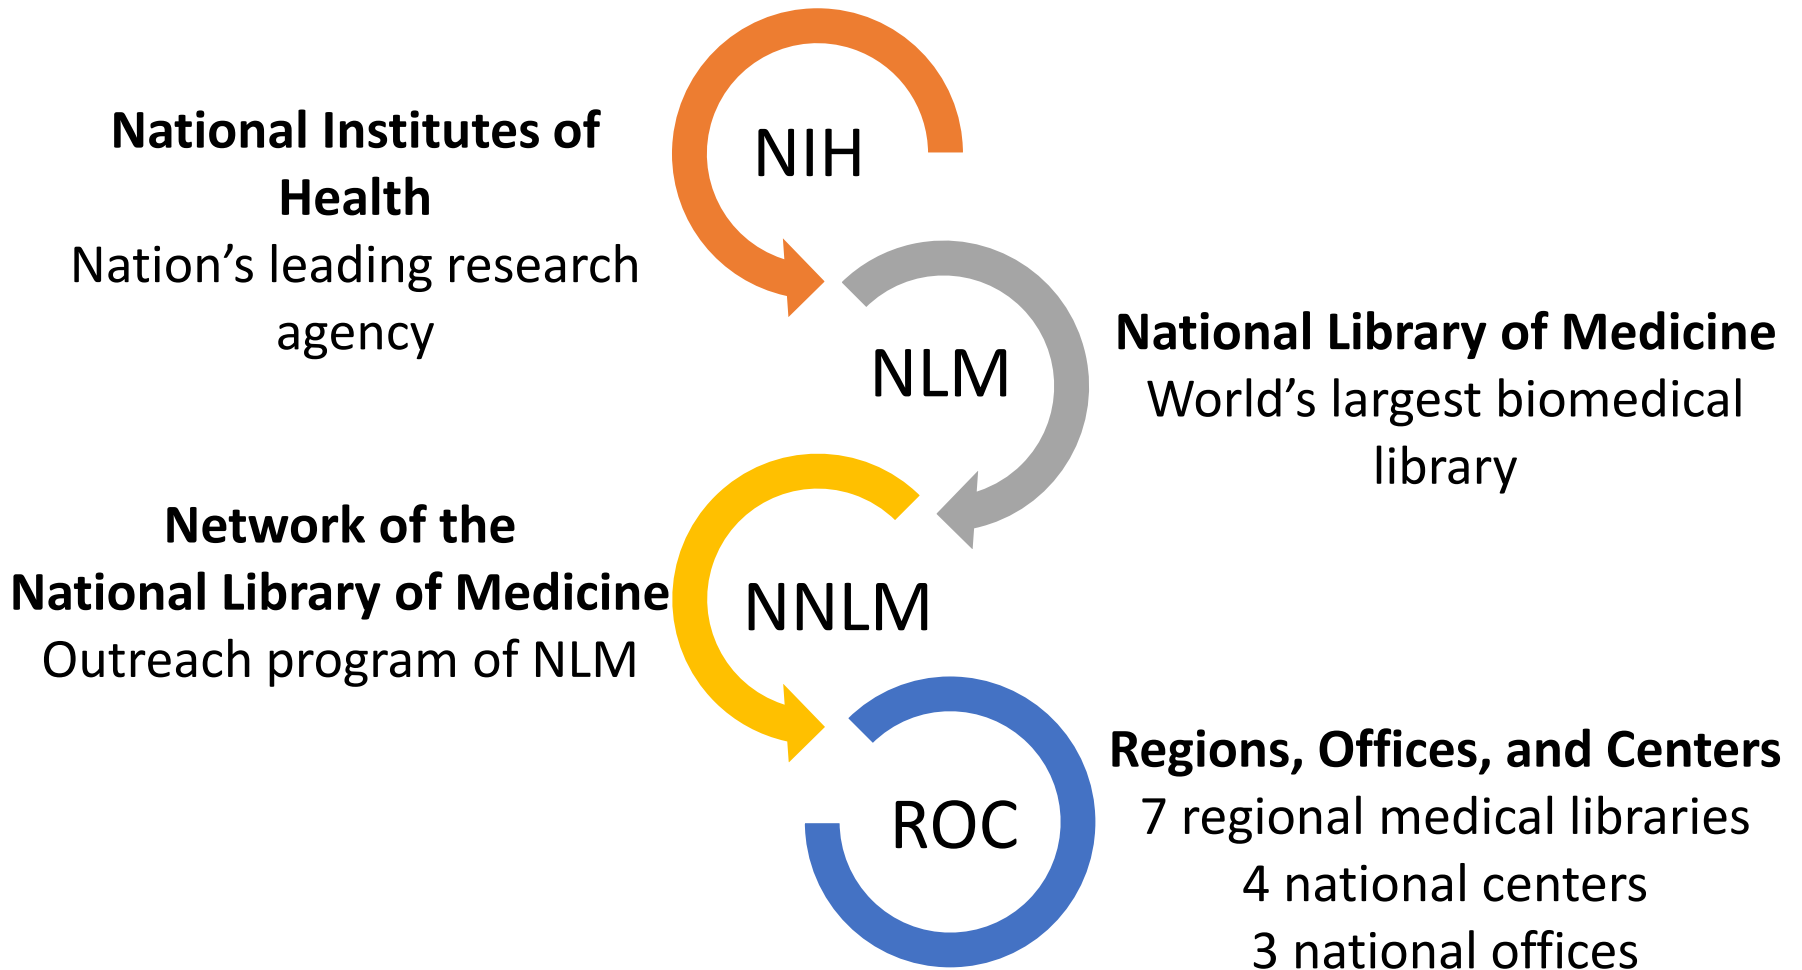 NIH
National Institutes of
Health
Nation’s leading research
agency
NLM
National Library of Medicine
World’s largest biomedical
library
NNLM
Network of the
National Library of Medicine
Outreach program of NLM
ROC
Regions, Offices, and Centers
7 regional medical libraries
4 national centers
3 national offices